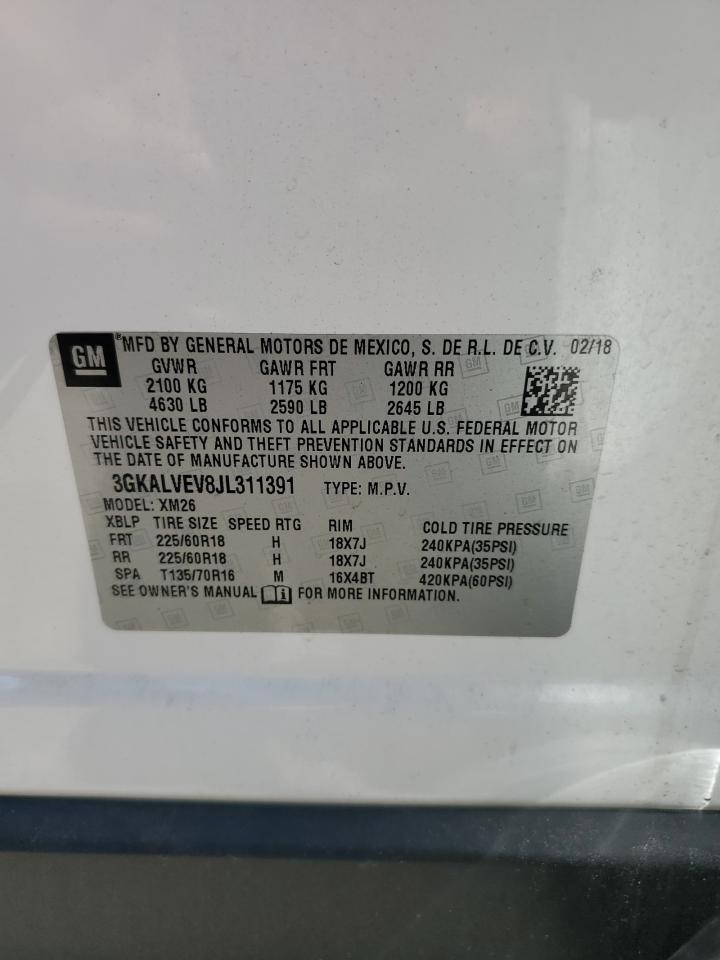 GM ®MFD BY GENERAL MOTORS DE MEXICO, S. DE R.L. DE C.V. 02/18
GVWR GAWR FRT GAWR RR
2100 KG 1175 KG 1200 KG
4630 LB 2590 LB 2645 LB
THIS VEHICLE CONFORMS TO ALL APPLICABLE U.S. FEDERAL MOTOR
VEHICLE SAFETY AND THEFT PREVENTION STANDARDS IN EFFECT ON
THE DATE OF MANUFACTURE SHOWN ABOVE.
3GKALVEV8JL311391 TYPE: M.P.V.
MODEL: XM26
XBLP TIRE SIZE SPEED RTG RIM COLD TIRE PRESSURE
FRT 225/60R18 H 18X7J 240KPA(35PSI)
RR 225/60R18 H 18X7J 240KPA(35PSI)
SPA T135/70R16 M 16X4BT 420KPA(60PSI)
SEE OWNER'S MANUAL i FOR MORE INFORMATION.